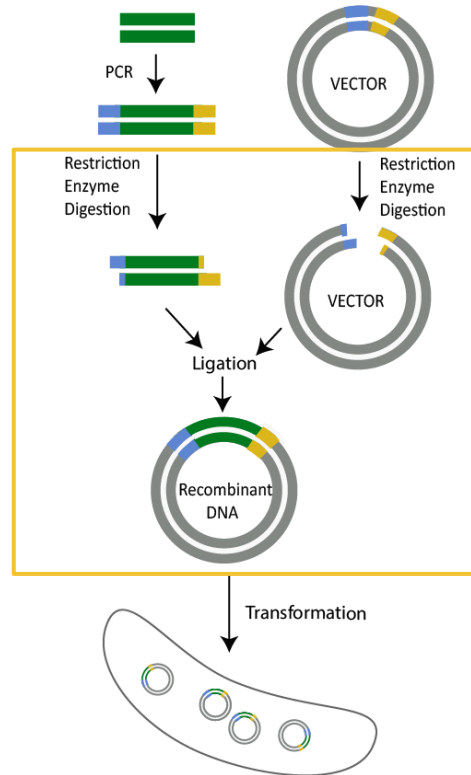 PCR
VECTOR
Restriction
Enzyme
Digestion
Restriction
Enzyme
Digestion
VECTOR
Ligation
Recombinant
DNA
Transformation